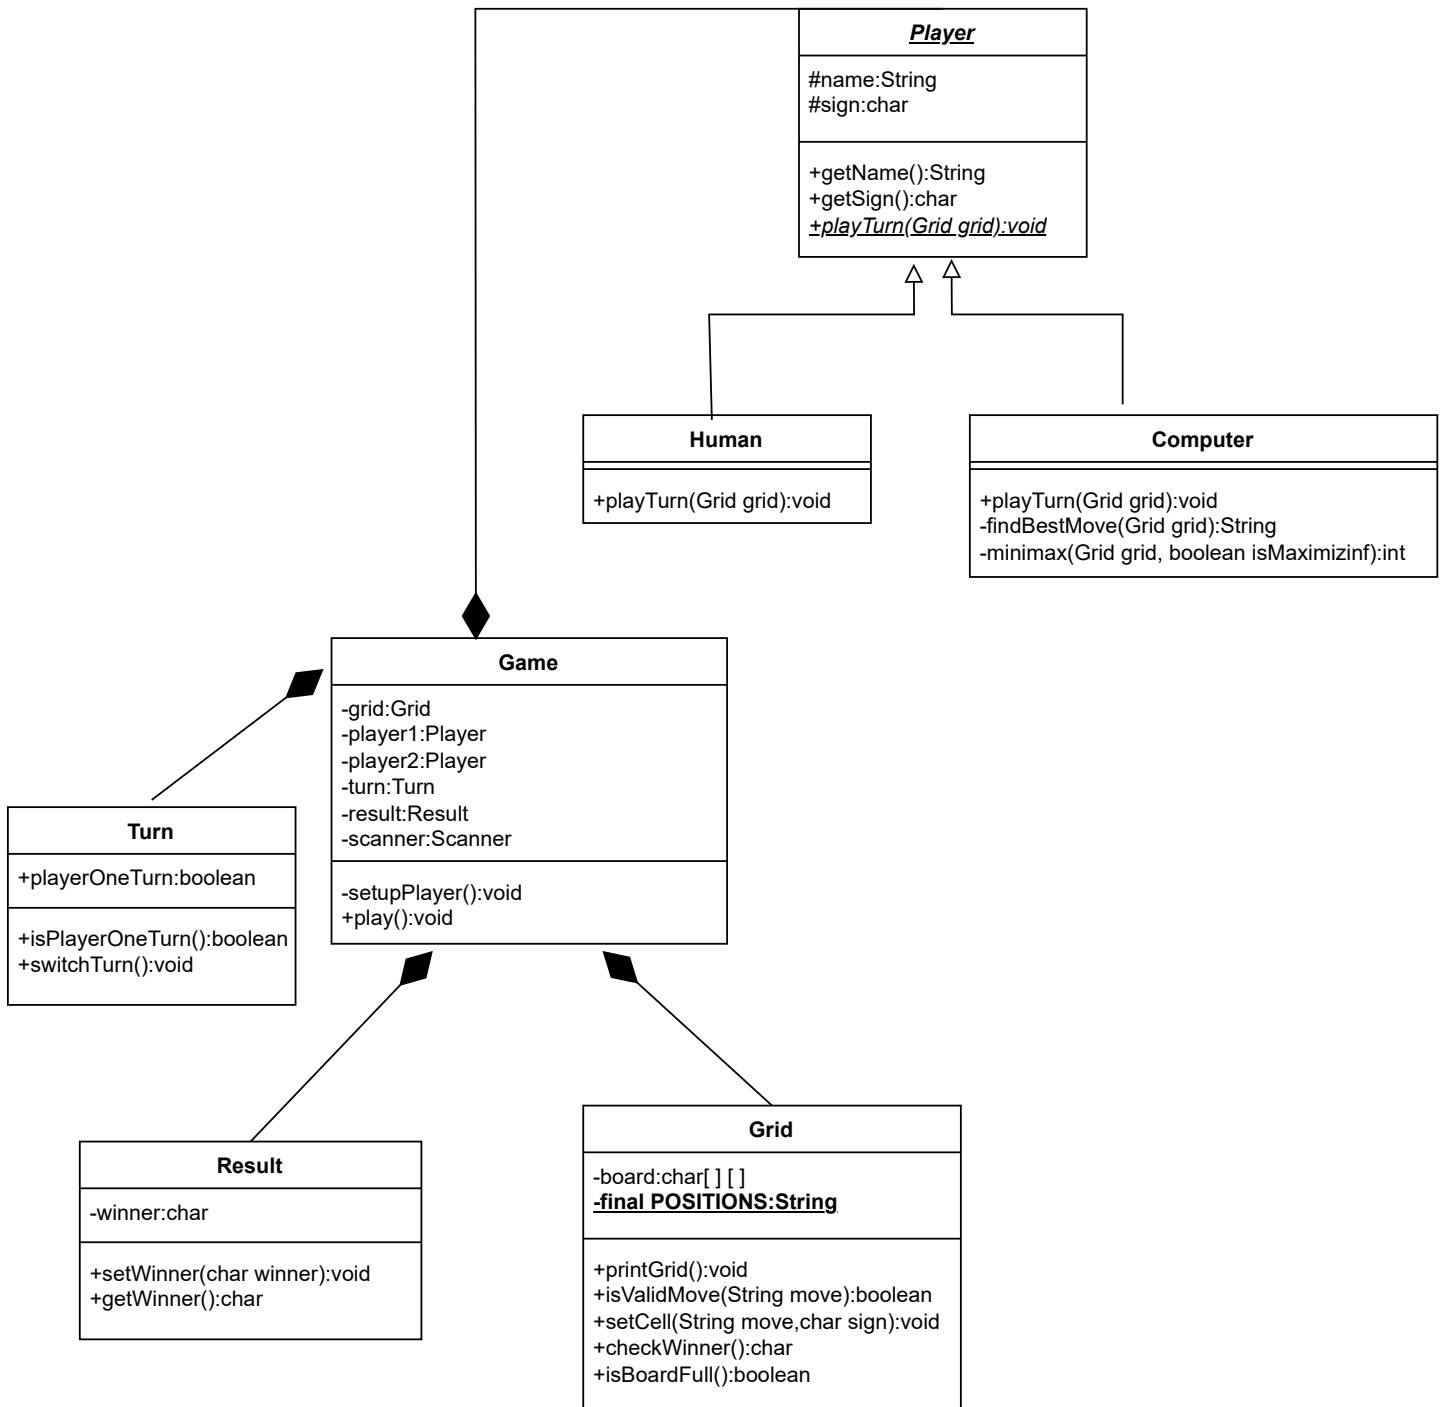 Player
#name:String
#sign:char
+getName():String
+getSign():char
+playTurn(Grid grid):void
Human
+playTurn(Grid grid):void
Computer
+playTurn(Grid grid):void
-findBestMove(Grid grid):String
-minimax(Grid grid, boolean isMaximizinf):int
Game
-grid:Grid
-player1:Player
-player2:Player
-turn:Turn
-result:Result
-scanner:Scanner
-setupPlayer():void
+play():void
Turn
+playerOneTurn:boolean
+isPlayerOneTurn():boolean
+switchTurn():void
Result
-winner:char
+setWinner(char winner):void
+getWinner():char
Grid
-board:char[ ] [ ]
-final POSITIONS:String
+printGrid():void
+isValidMove(String move):boolean
+setCell(String move,char sign):void
+checkWinner():char
+isBoardFull():boolean